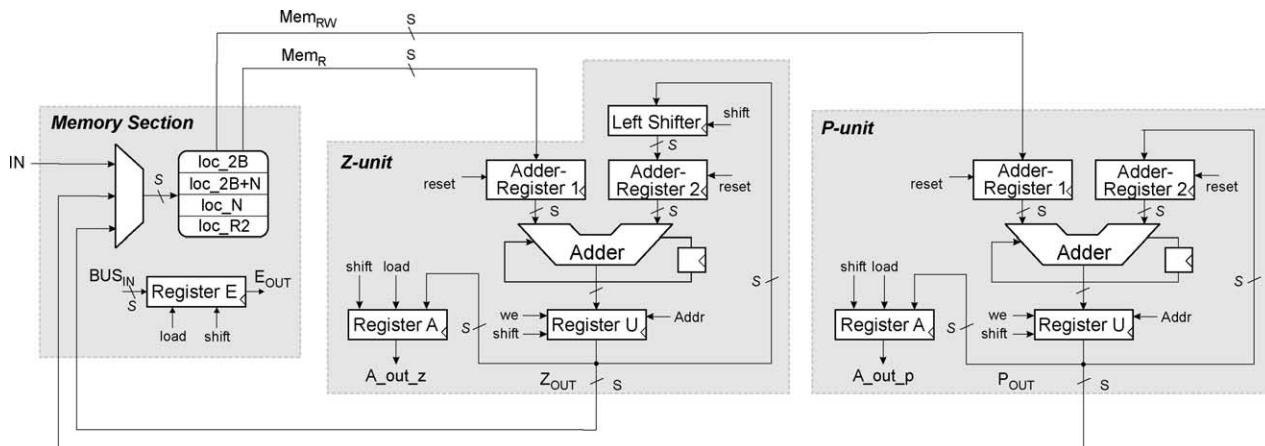 Mem_RW
S
Mem_R
S
Memory Section
IN
S
loc_2B
loc_2B+N
loc_N
loc_R2
BUS_IN
S
Register E
E_OUT
load
shift
Z-unit
Left Shifter
shift
S
reset
Adder-Register 1
Adder-Register 2
reset
S
S
Adder
shift
load
S
Register A
S
we
shift
Register U
Addr
A_out_z
Z_OUT
S
P-unit
reset
Adder-Register 1
Adder-Register 2
reset
S
S
Adder
shift
load
S
Register A
S
we
shift
Register U
Addr
A_out_p
P_OUT
S